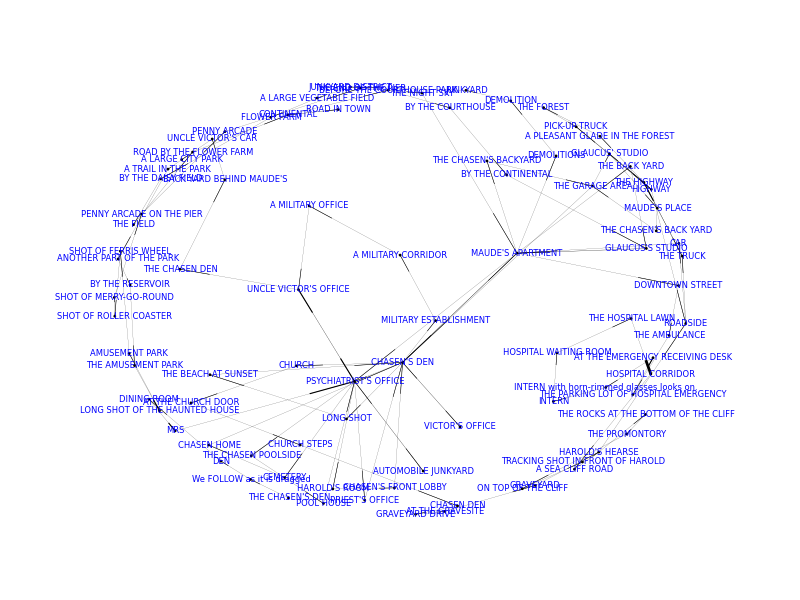 JUNKYARD DISTRICT
JUNKYARD
THE NIGHT SKY
A LARGE VEGETABLE FIELD
DEMOLITION
BY THE COURTHOUSE
THE FOREST
ROAD IN TOWN
CONTINENTAL
FLOWER FARM
PICK-UP TRUCK
PENNY ARCADE
A PLEASANT GLADE IN THE FOREST
UNCLE VICTOR'S CAR
ROAD BY THE FLOWER FARM
GLAUCUS' STUDIO
DEMOLITIONS
A LARGE CITY PARK
THE CHASEN'S BACKYARD
THE BACK YARD
A TRAIL IN THE PARK
BY THE CONTINENTAL
BACKYARD BEHIND MAUDE'S
THE HIGHWAY
THE GARAGE AREA
HIGHWAY
A MILITARY OFFICE
MAUDE'S PLACE
PENNY ARCADE ON THE PIER
THE FIELD
THE CHASEN'S BACK YARD
CAR
SHOT OF FERRIS WHEEL
GLAUCUS'S STUDIO
ANOTHER PART OF THE PARK
A MILITARY CORRIDOR
MAUDE'S APARTMENT
THE TRUCK
THE CHASEN DEN
BY THE RESERVOIR
UNCLE VICTOR'S OFFICE
DOWNTOWN STREET
SHOT OF MERRY-GO-ROUND
SHOT OF ROLLER COASTER
MILITARY ESTABLISHMENT
THE HOSPITAL LAWN
ROADSIDE
THE AMBULANCE
AMUSEMENT PARK
HOSPITAL WAITING ROOM
AT THE EMERGENCY RECEIVING DESK
THE AMUSEMENT PARK
CHURCH
CHASEN'S DEN
THE BEACH AT SUNSET
PSYCHIATRIST'S OFFICE
HOSPITAL CORRIDOR
INTERN with horn-rimmed glasses looks on
THE PARKING LOT OF HOSPITAL EMERGENCY
DINING ROOM
AT THE CHURCH DOOR
INTERN
LONG SHOT OF THE HAUNTED HOUSE
LONG SHOT
THE ROCKS AT THE BOTTOM OF THE CLIFF
MRS
VICTOR'S OFFICE
THE PROMONTORY
CHASEN HOME
CHURCH STEPS
THE CHASEN POOLSIDE
HAROLD'S HEARSE
DEN
TRACKING SHOT IN FRONT OF HAROLD
A SEA CLIFF ROAD
AUTOMOBILE JUNKYARD
We FOLLOW as it is dragged
CEMETERY
HAROLD'S ROOM
CHASEN'S FRONT LOBBY
GRAVEYARD
ON TOP OF THE CLIFF
THE CHASEN'S DEN
PRIEST'S OFFICE
POOL HOUSE
CHASEN DEN
AT THE GRAVESITE
GRAVEYARD DRIVE